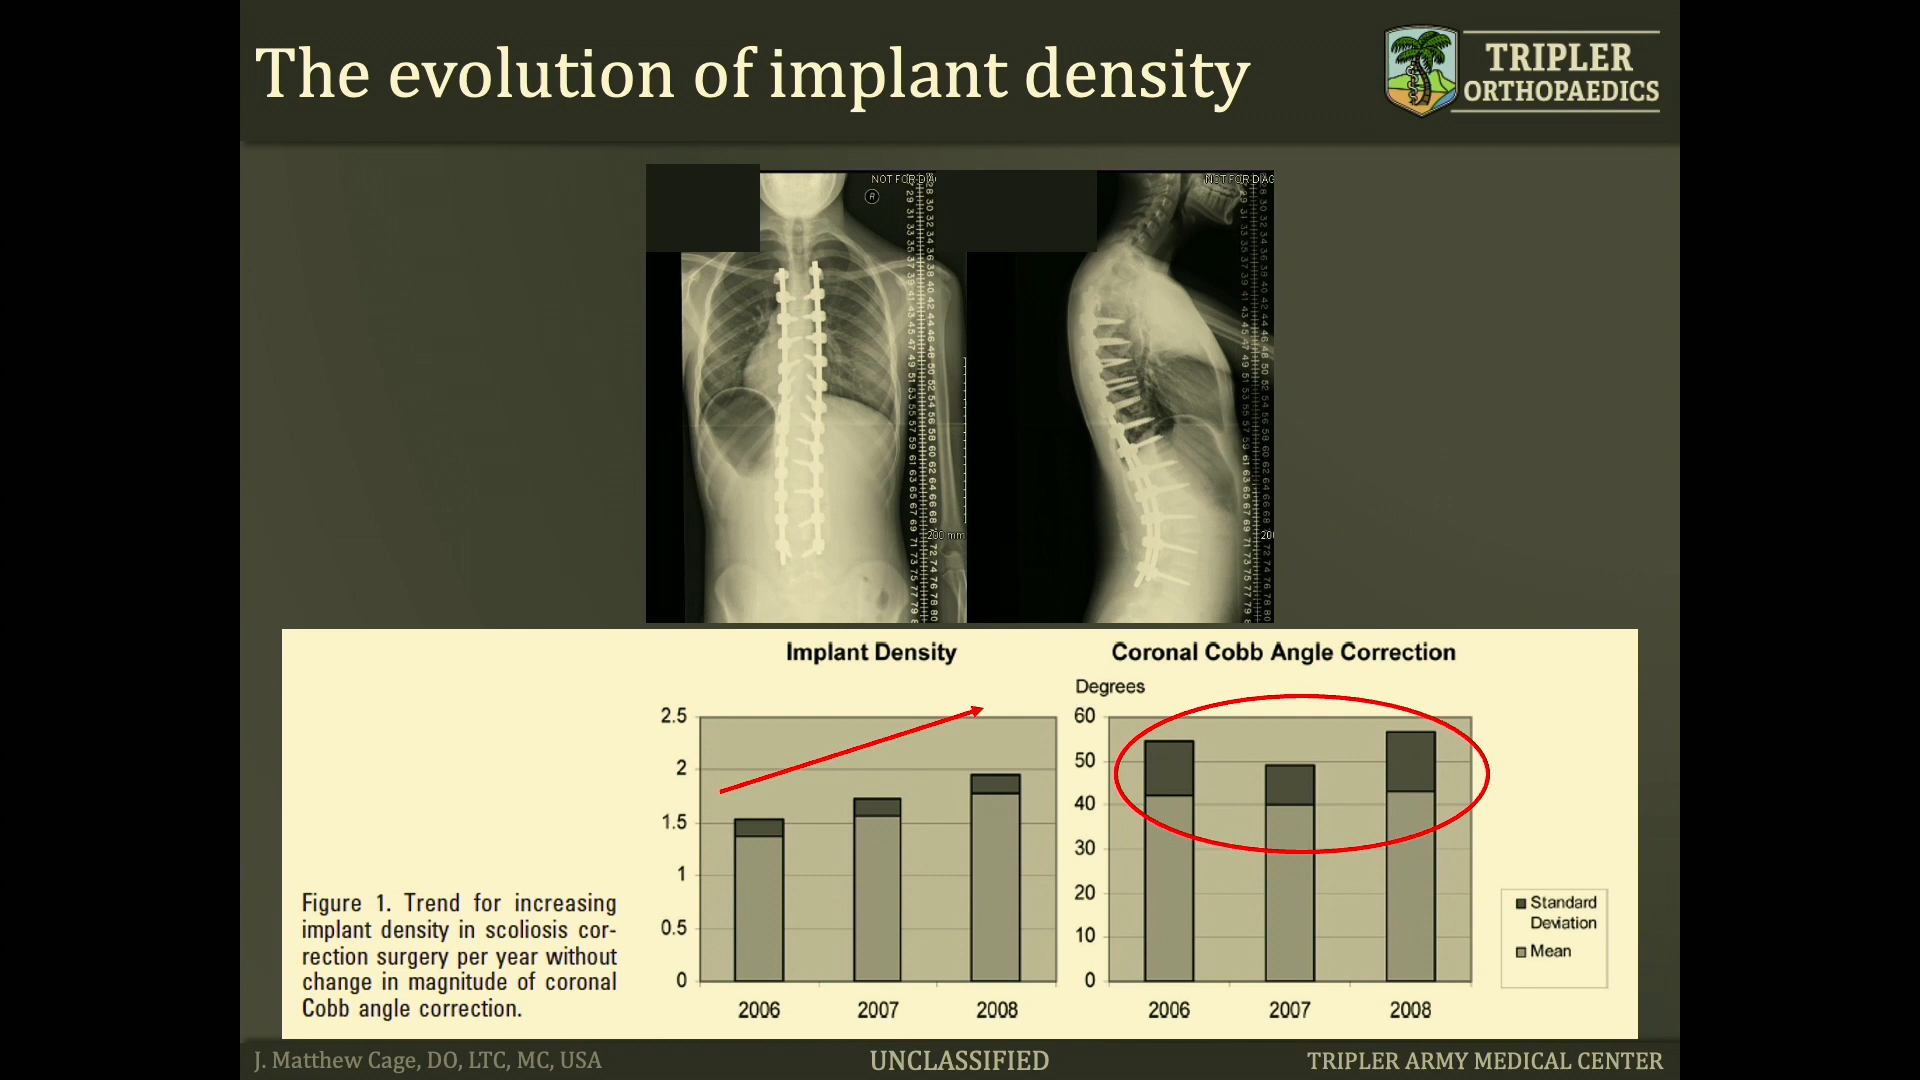 The evolution of implant density
TRIPLER
ORTHOPAEDICS
NOT FOR DIA
R
200 mm
NOT FOR DIAG
200
Implant Density
2.5
2
1.5
1
0.5
0
2006 2007 2008
Coronal Cobb Angle Correction
Degrees
60
50
40
30
20
10
0
2006 2007 2008
Standard
Deviation
Mean
Figure 1. Trend for increasing
implant density in scoliosis cor-
rection surgery per year without
change in magnitude of coronal
Cobb angle correction.
J. Matthew Cage, DO, LTC, MC, USA
UNCLASSIFIED
TRIPLER ARMY MEDICAL CENTER